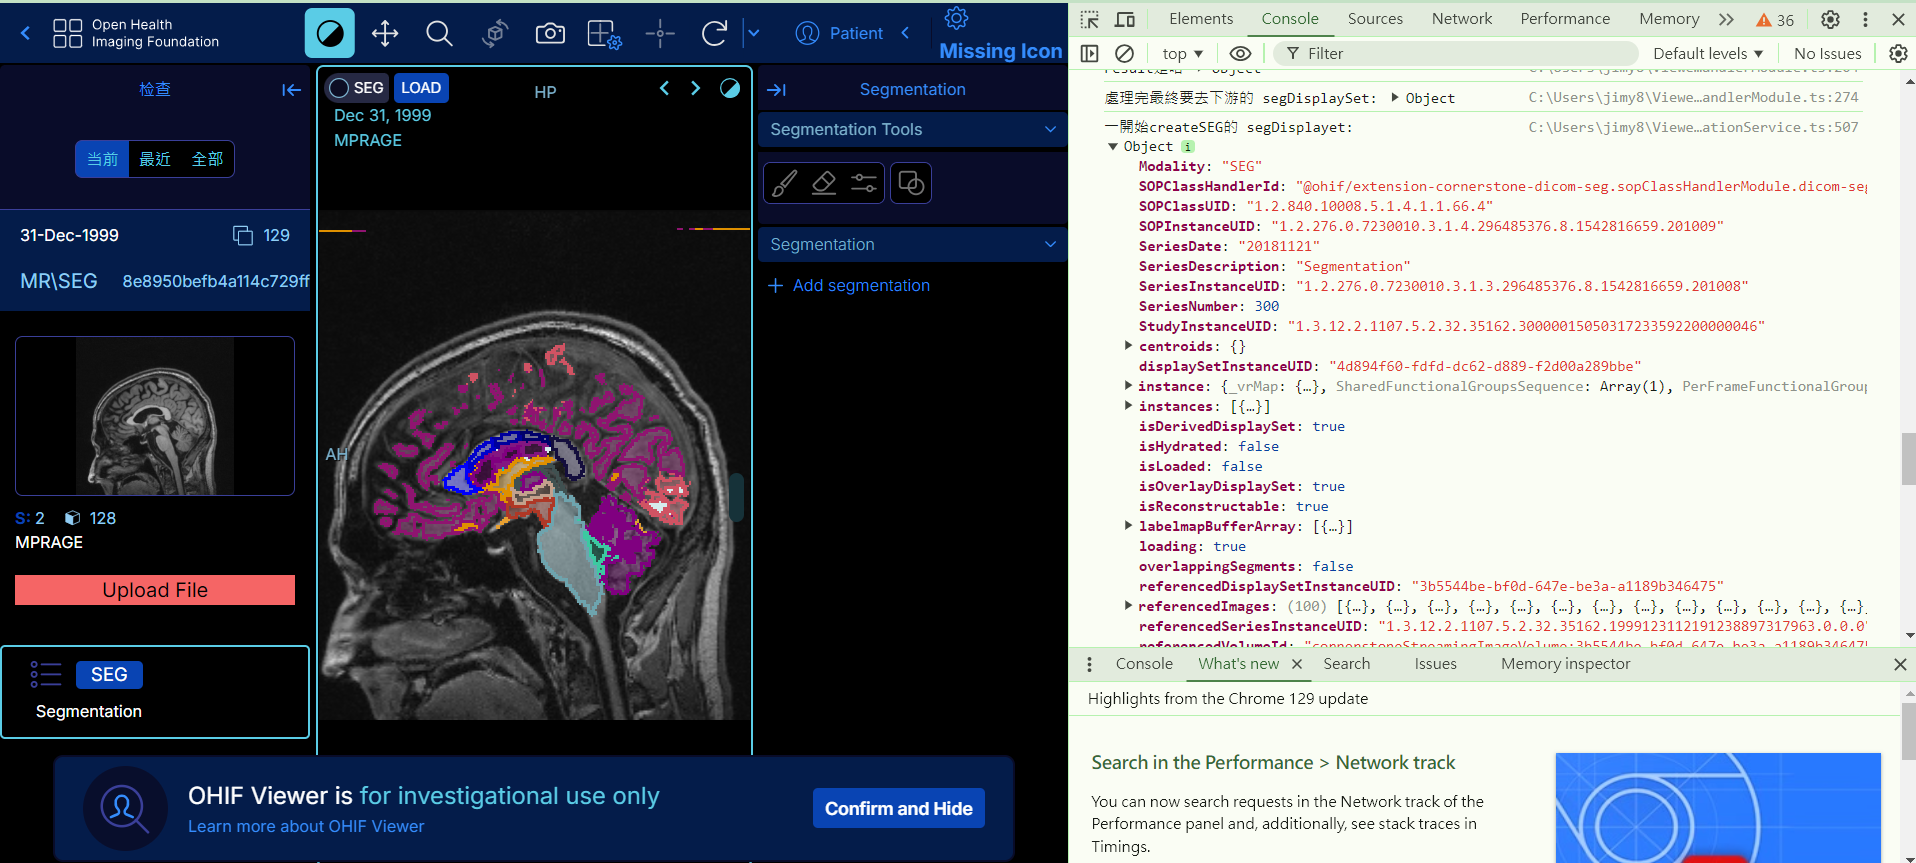 Open Health
Imaging Foundation
Patient
Missing Icon
检查
当前 最近 全部
31-Dec-1999 129
MR\SEG 8e8950befb4a114c729ff
S: 2 128
MPRAGE
Upload File
SEG
Segmentation
SEG LOAD
HP
Dec 31, 1999
MPRAGE
AH
Segmentation
Segmentation Tools
Segmentation
Add segmentation
OHIF Viewer is for investigational use only
Learn more about OHIF Viewer
Confirm and Hide
Elements Console Sources Network Performance Memory 36
top Filter Default levels No Issues
處理完最終要去下游的 segDisplaySet: Object C:\Users\jimy8\Viewe…andlerModule.ts:274
一開始createSEG的 segDisplayet: C:\Users\jimy8\Viewe…ationService.ts:507
Object i
Modality: "SEG"
SOPClassHandlerId: "@ohif/extension-cornerstone-dicom-seg.sopClassHandlerModule.dicom-seg
SOPClassUID: "1.2.840.10008.5.1.4.1.1.66.4"
SOPInstanceUID: "1.2.276.0.7230010.3.1.4.296485376.8.1542816659.201009"
SeriesDate: "20181121"
SeriesDescription: "Segmentation"
SeriesInstanceUID: "1.2.276.0.7230010.3.1.3.296485376.8.1542816659.201008"
SeriesNumber: 300
StudyInstanceUID: "1.3.12.2.1107.5.2.32.35162.30000015050317233592200000046"
centroids: {}
displaySetInstanceUID: "4d894f60-fdfd-dc62-d889-f2d00a289bbe"
instance: {_vrMap: {…}, SharedFunctionalGroupsSequence: Array(1), PerFrameFunctionalGroup
instances: [{…}]
isDerivedDisplaySet: true
isHydrated: false
isLoaded: false
isOverlayDisplaySet: true
isReconstructable: true
labelmapBufferArray: [{…}]
loading: true
overlappingSegments: false
referencedDisplaySetInstanceUID: "3b5544be-bf0d-647e-be3a-a1189b346475"
referencedImages: (100) [{…}, {…}, {…}, {…}, {…}, {…}, {…}, {…}, {…}, {…}, {…}, {…}, {…},
referencedSeriesInstanceUID: "1.3.12.2.1107.5.2.32.35162.1999123112191238897317963.0.0.0"
Console What's new Search Issues Memory inspector
Highlights from the Chrome 129 update
Search in the Performance > Network track
You can now search requests in the Network track of the
Performance panel and, additionally, see stack traces in
Timings.